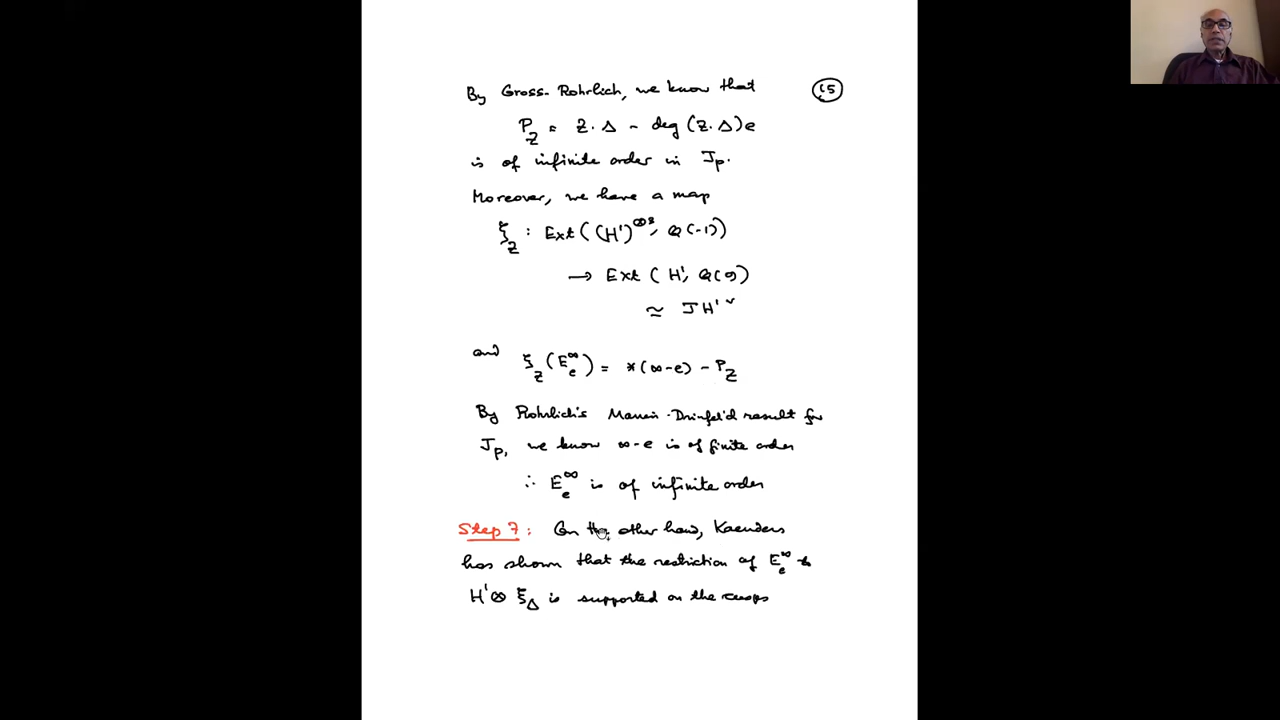 By Gross-Rohrlich, we know that
15
P_Z = Z.Δ - deg(Z.Δ)e
is of infinite order in J_p.
Moreover, we have a map
ξ_Z : Ext((H¹)^{⊗3}, Q(-1))
→ Ext(H¹, Q(0))
≃ JH¹^∨
and
ξ_Z(E_e^∞) = *(∞-e) - P_Z
By Rohrlich's Manin-Drinfel'd result for
J_p, we know ∞-e is of finite order
∴ E_e^∞ is of infinite order
Step 7: On the other hand, Kaenders
has shown that the restriction of E_e^∞ to
H¹⊗ξ_Δ is supported on the cusps